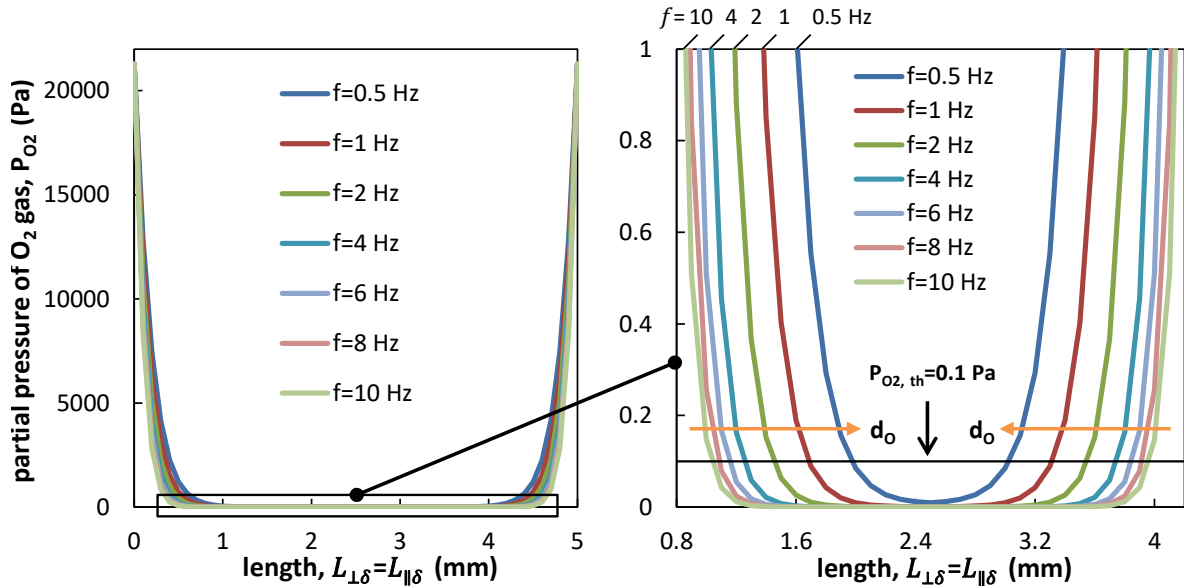 partial pressure of O₂ gas, P_O2 (Pa)
20000
15000
10000
5000
0
f=0.5 Hz
f=1 Hz
f=2 Hz
f=4 Hz
f=6 Hz
f=8 Hz
f=10 Hz
0 1 2 3 4 5
length, L⊥δ=L∥δ (mm)
f = 10 4 2 1 0.5 Hz
1
0.8
0.6
0.4
0.2
0
f=0.5 Hz
f=1 Hz
f=2 Hz
f=4 Hz
f=6 Hz
f=8 Hz
f=10 Hz
P_O2, th=0.1 Pa
d_O d_O
0.8 1.6 2.4 3.2 4
length, L⊥δ=L∥δ (mm)